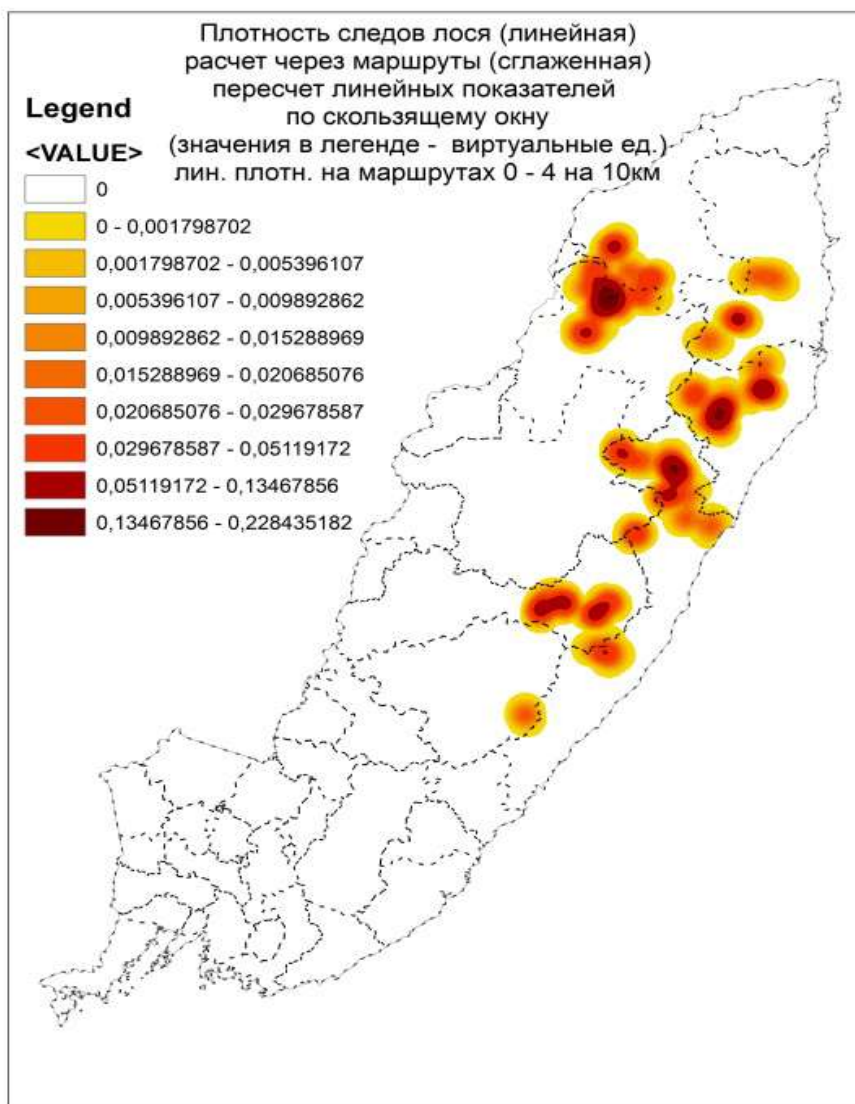 Плотность следов лося (линейная)
расчет через маршруты (сглаженная)
пересчет линейных показателей
по скользящему окну
(значения в легенде - виртуальные ед.)
лин. плотн. на маршрутах 0 - 4 на 10км
Legend
<VALUE>
0
0 - 0,001798702
0,001798702 - 0,005396107
0,005396107 - 0,009892862
0,009892862 - 0,015288969
0,015288969 - 0,020685076
0,020685076 - 0,029678587
0,029678587 - 0,05119172
0,05119172 - 0,13467856
0,13467856 - 0,228435182